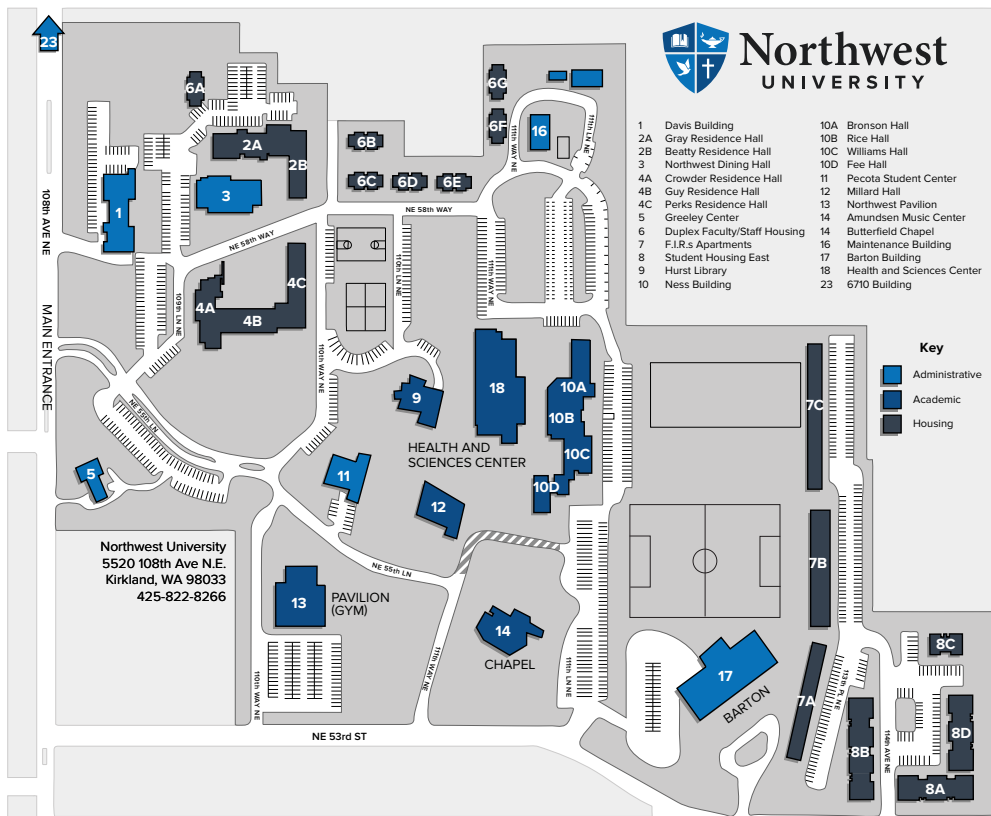 23
Northwest
UNIVERSITY
1 Davis Building
2A Gray Residence Hall
2B Beatty Residence Hall
3 Northwest Dining Hall
4A Crowder Residence Hall
4B Guy Residence Hall
4C Perks Residence Hall
5 Greeley Center
6 Duplex Faculty/Staff Housing
7 F.I.R.s Apartments
8 Student Housing East
9 Hurst Library
10 Ness Building
10A Bronson Hall
10B Rice Hall
10C Williams Hall
10D Fee Hall
11 Pecota Student Center
12 Millard Hall
13 Northwest Pavilion
14 Amundsen Music Center
14 Butterfield Chapel
16 Maintenance Building
17 Barton Building
18 Health and Sciences Center
23 6710 Building
Key
Administrative
Academic
Housing
6A
2A
2B
3
1
6B
6C
6D
6E
6F
6G
16
111TH WAY NE
111TH LN NE
108TH AVE NE
NE 58th WAY
NE 58th WAY
109th LN NE
110th LN NE
111th WAY NE
4A
4B
4C
MAIN ENTRANCE
110th WAY NE
NE 55th LN
9
18
10A
10B
10C
10D
HEALTH AND
SCIENCES CENTER
7C
5
11
12
Northwest University
5520 108th Ave N.E.
Kirkland, WA 98033
425-822-8266
NE 55th LN
13
PAVILION
(GYM)
14
CHAPEL
7B
17
BARTON
7A
110th WAY NE
111th WAY NE
111th LN NE
113th PL NE
114th AVE NE
8C
8D
8B
8A
NE 53rd ST